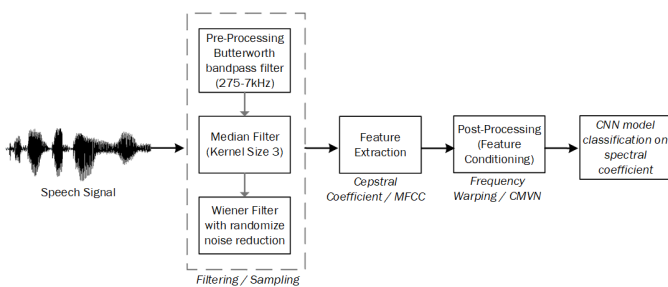 Pre-Processing
Butterworth
bandpass filter
(275-7kHz)
Median Filter
(Kernel Size 3)
Wiener Filter
with randomize
noise reduction
Filtering / Sampling
Speech Signal
Feature
Extraction
Cepstral
Coefficient / MFCC
Post-Processing
(Feature
Conditioning)
Frequency
Warping / CMVN
CNN model
classification on
spectral
coefficient